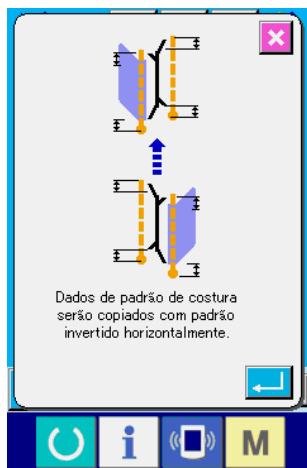 Dados de padrão de costura
serão copiados com padrão
invertido horizontalmente.
i
M